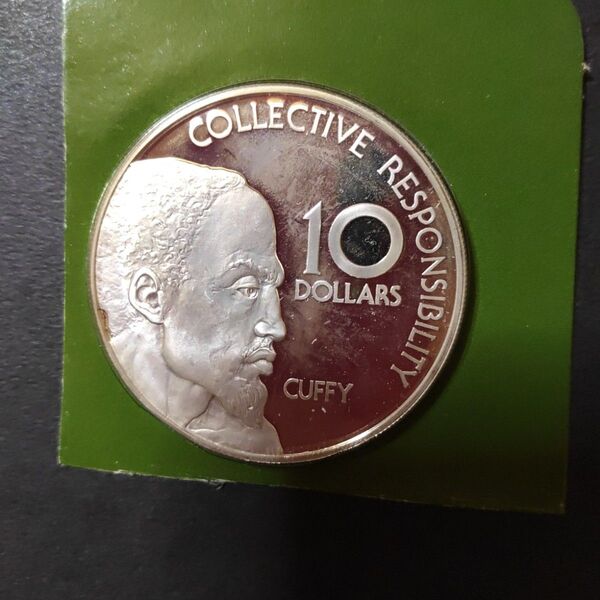 COLLECTIVE RESPONSIBILITY
10
DOLLARS
CUFFY